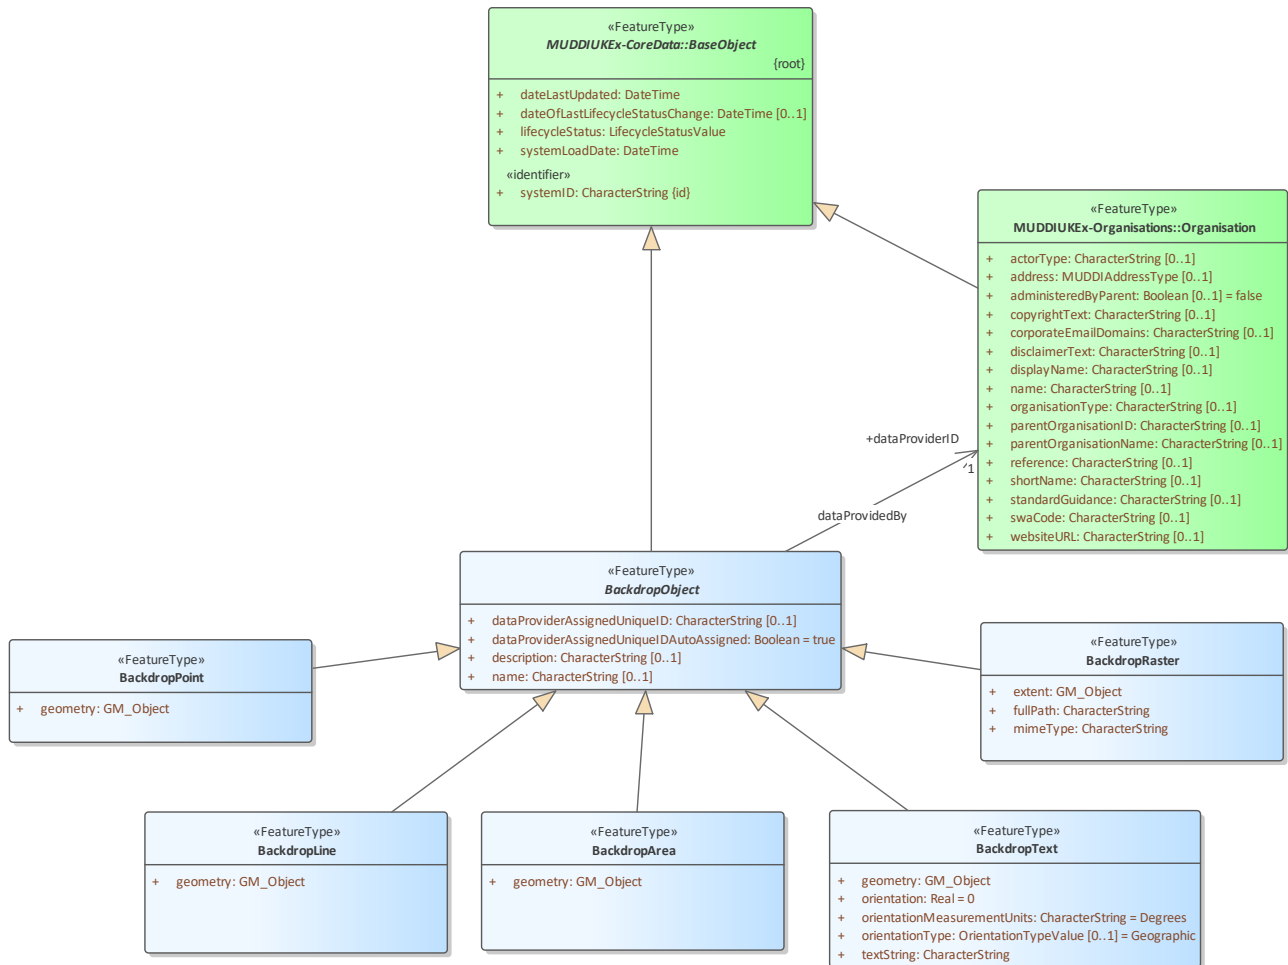 «FeatureType»
MUDDIUKEx-CoreData::BaseObject
{root}
+ dateLastUpdated: DateTime
+ dateOfLastLifecycleStatusChange: DateTime [0..1]
+ lifecycleStatus: LifecycleStatusValue
+ systemLoadDate: DateTime
«identifier»
+ systemID: CharacterString {id}
«FeatureType»
MUDDIUKEx-Organisations::Organisation
+ actorType: CharacterString [0..1]
+ address: MUDDIAddressType [0..1]
+ administeredByParent: Boolean [0..1] = false
+ copyrightText: CharacterString [0..1]
+ corporateEmailDomains: CharacterString [0..1]
+ disclaimerText: CharacterString [0..1]
+ displayName: CharacterString [0..1]
+ name: CharacterString [0..1]
+ organisationType: CharacterString [0..1]
+ parentOrganisationID: CharacterString [0..1]
+ parentOrganisationName: CharacterString [0..1]
+ reference: CharacterString [0..1]
+ shortName: CharacterString [0..1]
+ standardGuidance: CharacterString [0..1]
+ swaCode: CharacterString [0..1]
+ websiteURL: CharacterString [0..1]
+dataProviderID
1
dataProvidedBy
«FeatureType»
BackdropObject
+ dataProviderAssignedUniqueID: CharacterString [0..1]
+ dataProviderAssignedUniqueIDAutoAssigned: Boolean = true
+ description: CharacterString [0..1]
+ name: CharacterString [0..1]
«FeatureType»
BackdropPoint
+ geometry: GM_Object
«FeatureType»
BackdropRaster
+ extent: GM_Object
+ fullPath: CharacterString
+ mimeType: CharacterString
«FeatureType»
BackdropLine
+ geometry: GM_Object
«FeatureType»
BackdropArea
+ geometry: GM_Object
«FeatureType»
BackdropText
+ geometry: GM_Object
+ orientation: Real = 0
+ orientationMeasurementUnits: CharacterString = Degrees
+ orientationType: OrientationTypeValue [0..1] = Geographic
+ textString: CharacterString